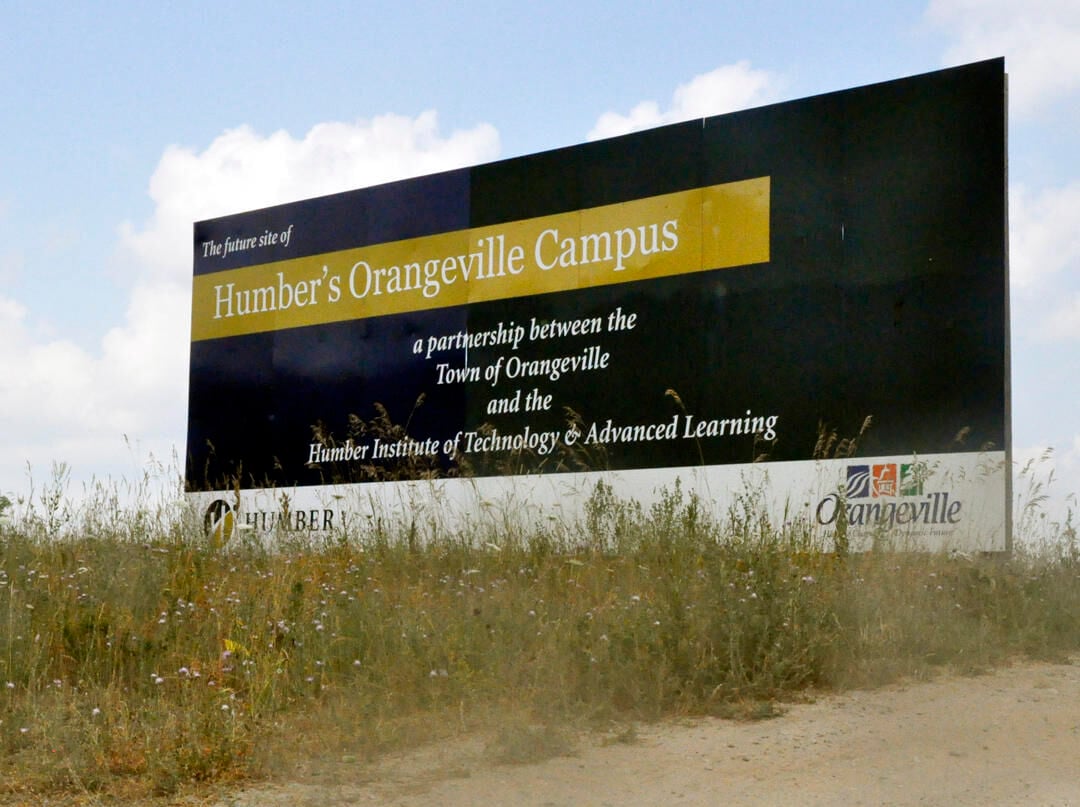 The future site of
Humber's Orangeville Campus
a partnership between the
Town of Orangeville
and the
Humber Institute of Technology & Advanced Learning
HUMBER
Orangeville